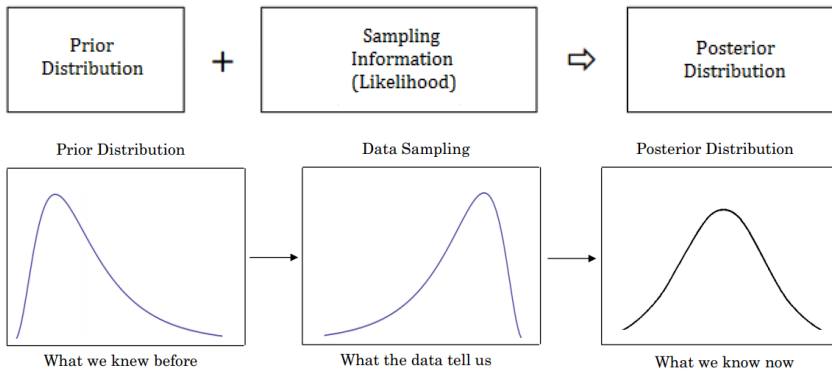 Prior
Distribution
+
Sampling
Information
(Likelihood)
⇨
Posterior
Distribution
Prior Distribution
Data Sampling
Posterior Distribution
What we knew before
What the data tell us
What we know now